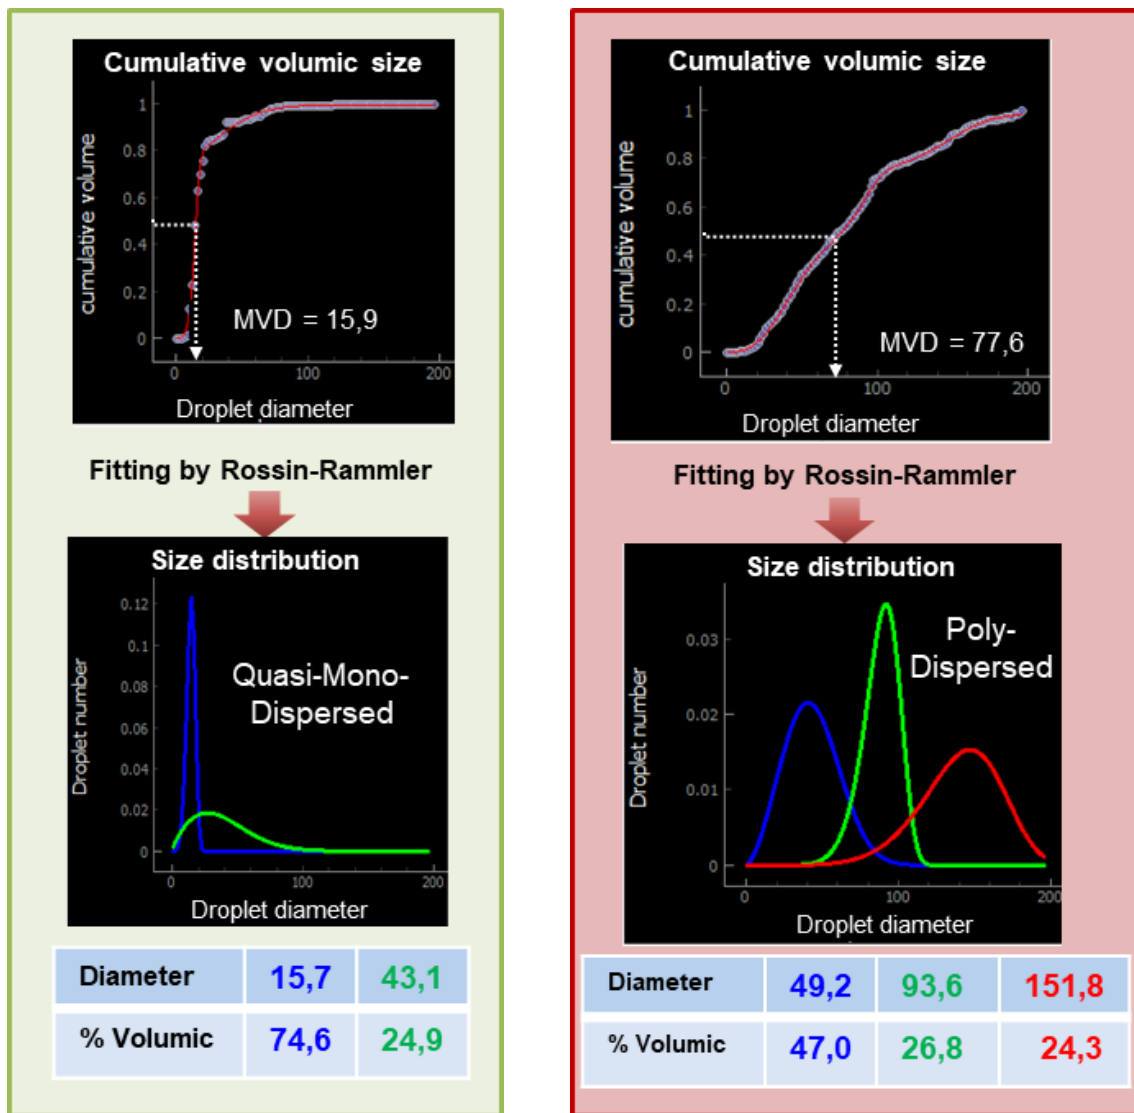 Cumulative volumic size
cumulative volume
1
0.8
0.6
0.4
0.2
0
MVD = 15,9
0
100
200
Droplet diameter
Fitting by Rossin-Rammler
Size distribution
Droplet number
0.12
0.1
0.08
0.06
0.04
0.02
0
Quasi-Mono-
Dispersed
0
100
200
Droplet diameter
Diameter 15,7 43,1
% Volumic 74,6 24,9
Cumulative volumic size
cumulative volume
1
0.8
0.6
0.4
0.2
0
MVD = 77,6
0
100
200
Droplet diameter
Fitting by Rossin-Rammler
Size distribution
Droplet number
0.03
0.02
0.01
0
Poly-
Dispersed
0
100
200
Droplet diameter
Diameter 49,2 93,6 151,8
% Volumic 47,0 26,8 24,3